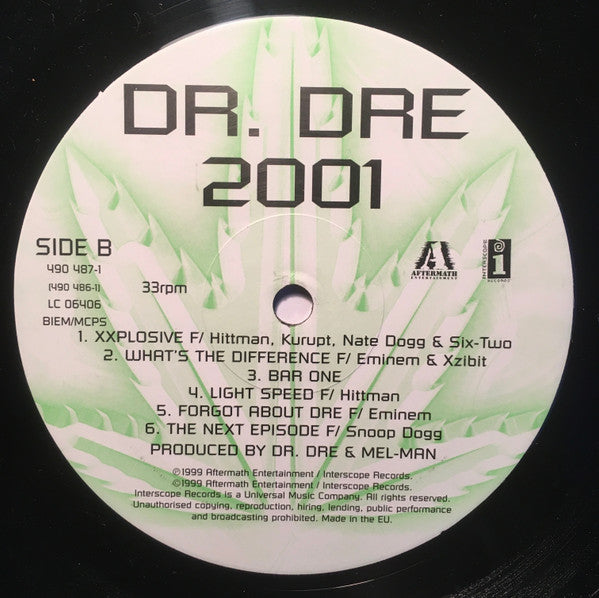 DR. DRE
2001
SIDE B
490 487-1
(490 486-1)
LC 06406
BIEM/MCPS
33rpm
A
AFTERMATH
ENTERTAINMENT
INTERSCOPE
i
RECORDS
1. XXPLOSIVE F/ Hittman, Kurupt, Nate Dogg & Six-Two
2. WHAT'S THE DIFFERENCE F/ Eminem & Xzibit
3. BAR ONE
4. LIGHT SPEED F/ Hittman
5. FORGOT ABOUT DRE F/ Eminem
6. THE NEXT EPISODE F/ Snoop Dogg
PRODUCED BY DR. DRE & MEL-MAN
℗1999 Aftermath Entertainment / Interscope Records.
©1999 Aftermath Entertainment / Interscope Records.
Interscope Records is a Universal Music Company. All rights reserved.
Unauthorised copying, reproduction, hiring, lending, public performance
and broadcasting prohibited. Made in the EU.